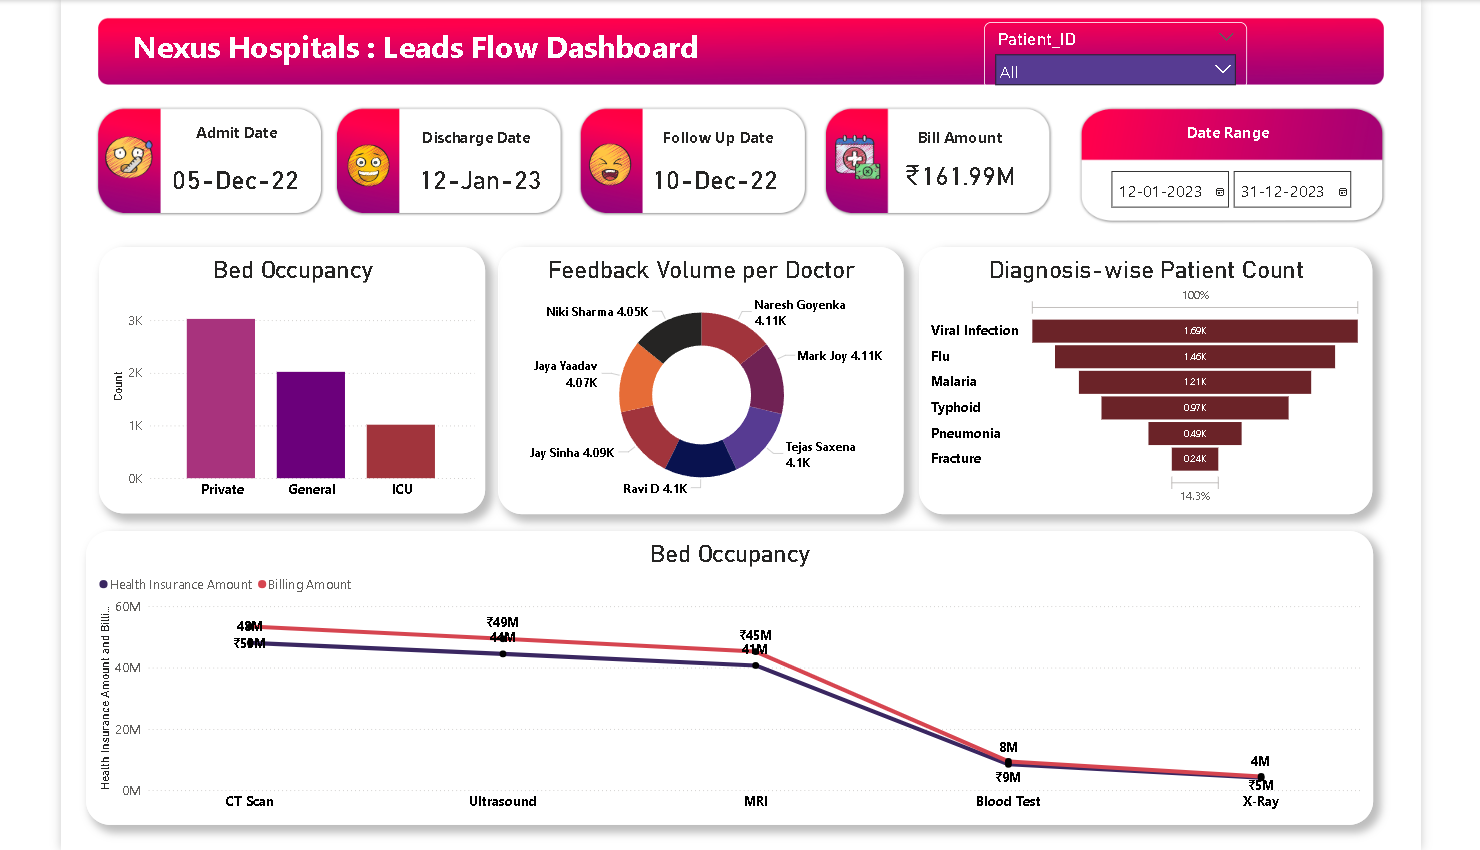 Nexus Hospitals : Leads Flow Dashboard
Patient_ID
All
Admit Date
05-Dec-22
Discharge Date
12-Jan-23
Follow Up Date
10-Dec-22
Bill Amount
₹161.99M
Date Range
12-01-2023
31-12-2023
Bed Occupancy
Count
3K
2K
1K
0K
Private
General
ICU
Feedback Volume per Doctor
Niki Sharma 4.05K
Naresh Goyenka
4.11K
Jaya Yaadav
4.07K
Mark Joy 4.11K
Jay Sinha 4.09K
Tejas Saxena
4.1K
Ravi D 4.1K
Diagnosis-wise Patient Count
100%
Viral Infection 1.69K
Flu 1.46K
Malaria 1.21K
Typhoid 0.97K
Pneumonia 0.49K
Fracture 0.24K
14.3%
Bed Occupancy
Health Insurance Amount
Billing Amount
Health Insurance Amount and Billi...
60M
40M
20M
0M
48M
₹49M
44M
₹45M
41M
8M
₹9M
4M
₹5M
CT Scan
Ultrasound
MRI
Blood Test
X-Ray